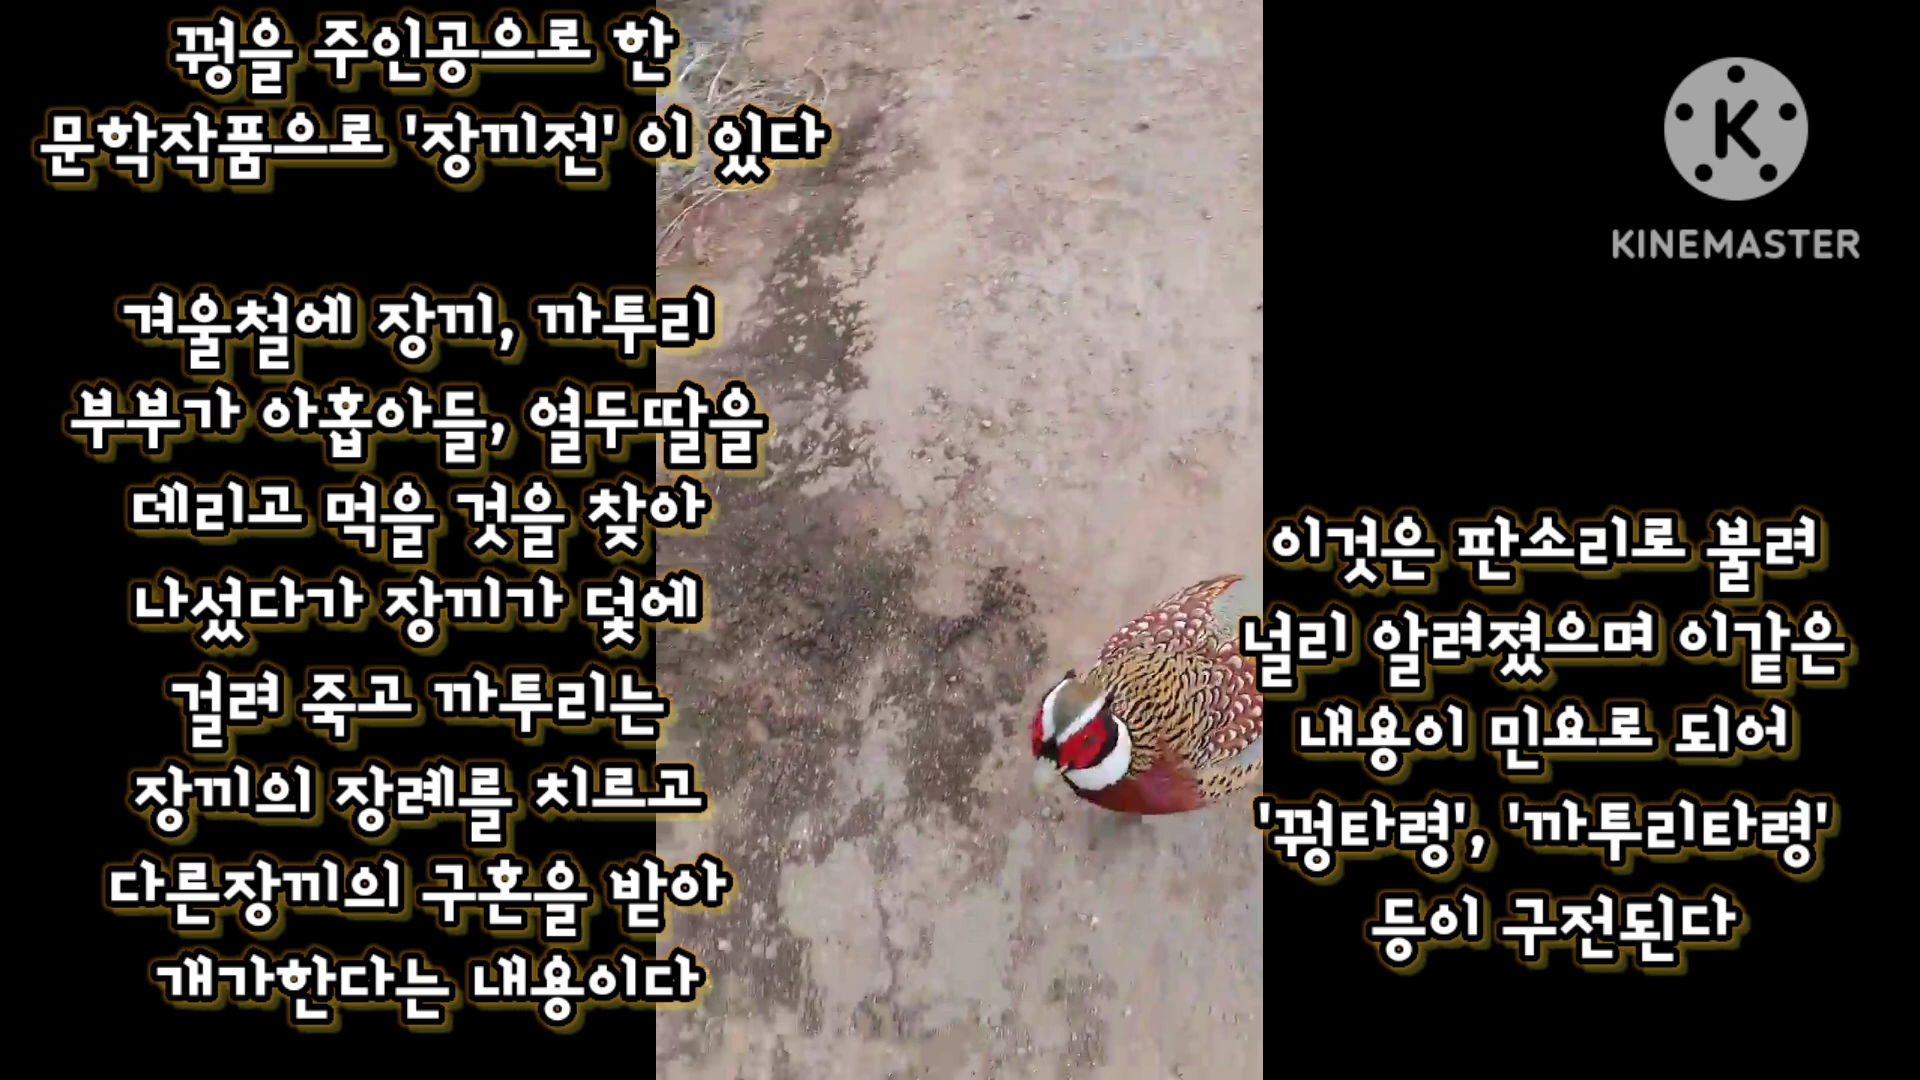 꿩을 주인공으로 한
문학작품으로 '장끼전' 이 있다
겨울철에 장끼, 까투리
부부가 아홉아들, 열두딸을
데리고 먹을 것을 찾아
나섰다가 장끼가 덫에
걸려 죽고 까투리는
장끼의 장례를 치르고
다른장끼의 구혼을 받아
개가한다는 내용이다
이것은 판소리로 불려
널리 알려졌으며 이같은
내용이 민요로 되어
'꿩타령', '까투리타령'
등이 구전된다
K
KINEMASTER